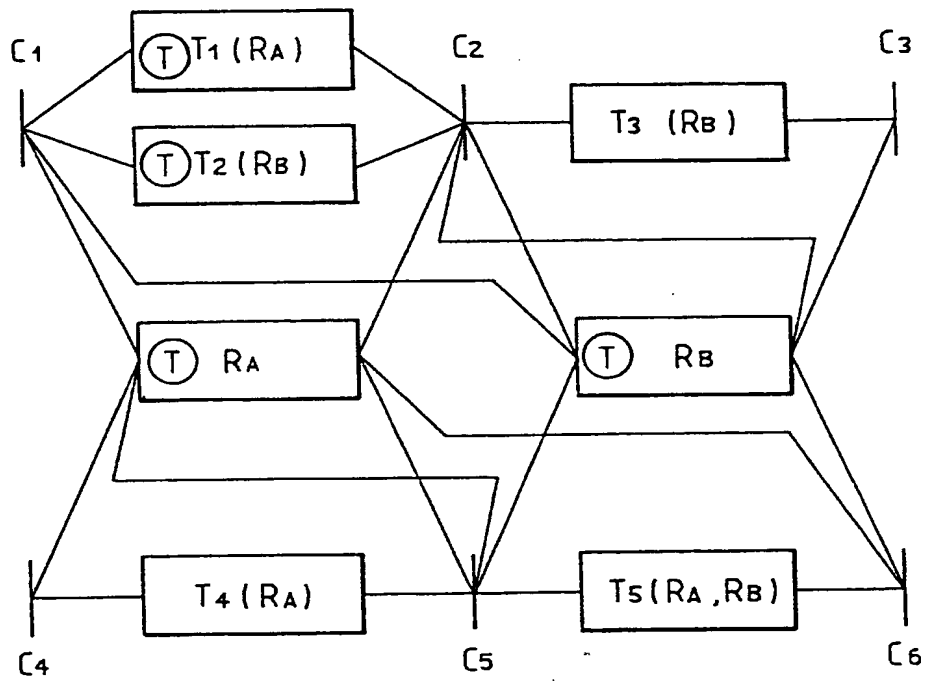 C1
T T1 (RA)
C2
C3
T3 (RB)
T T2 (RB)
T RA
T RB
T4 (RA)
T5 (RA, RB)
C4
C5
C6